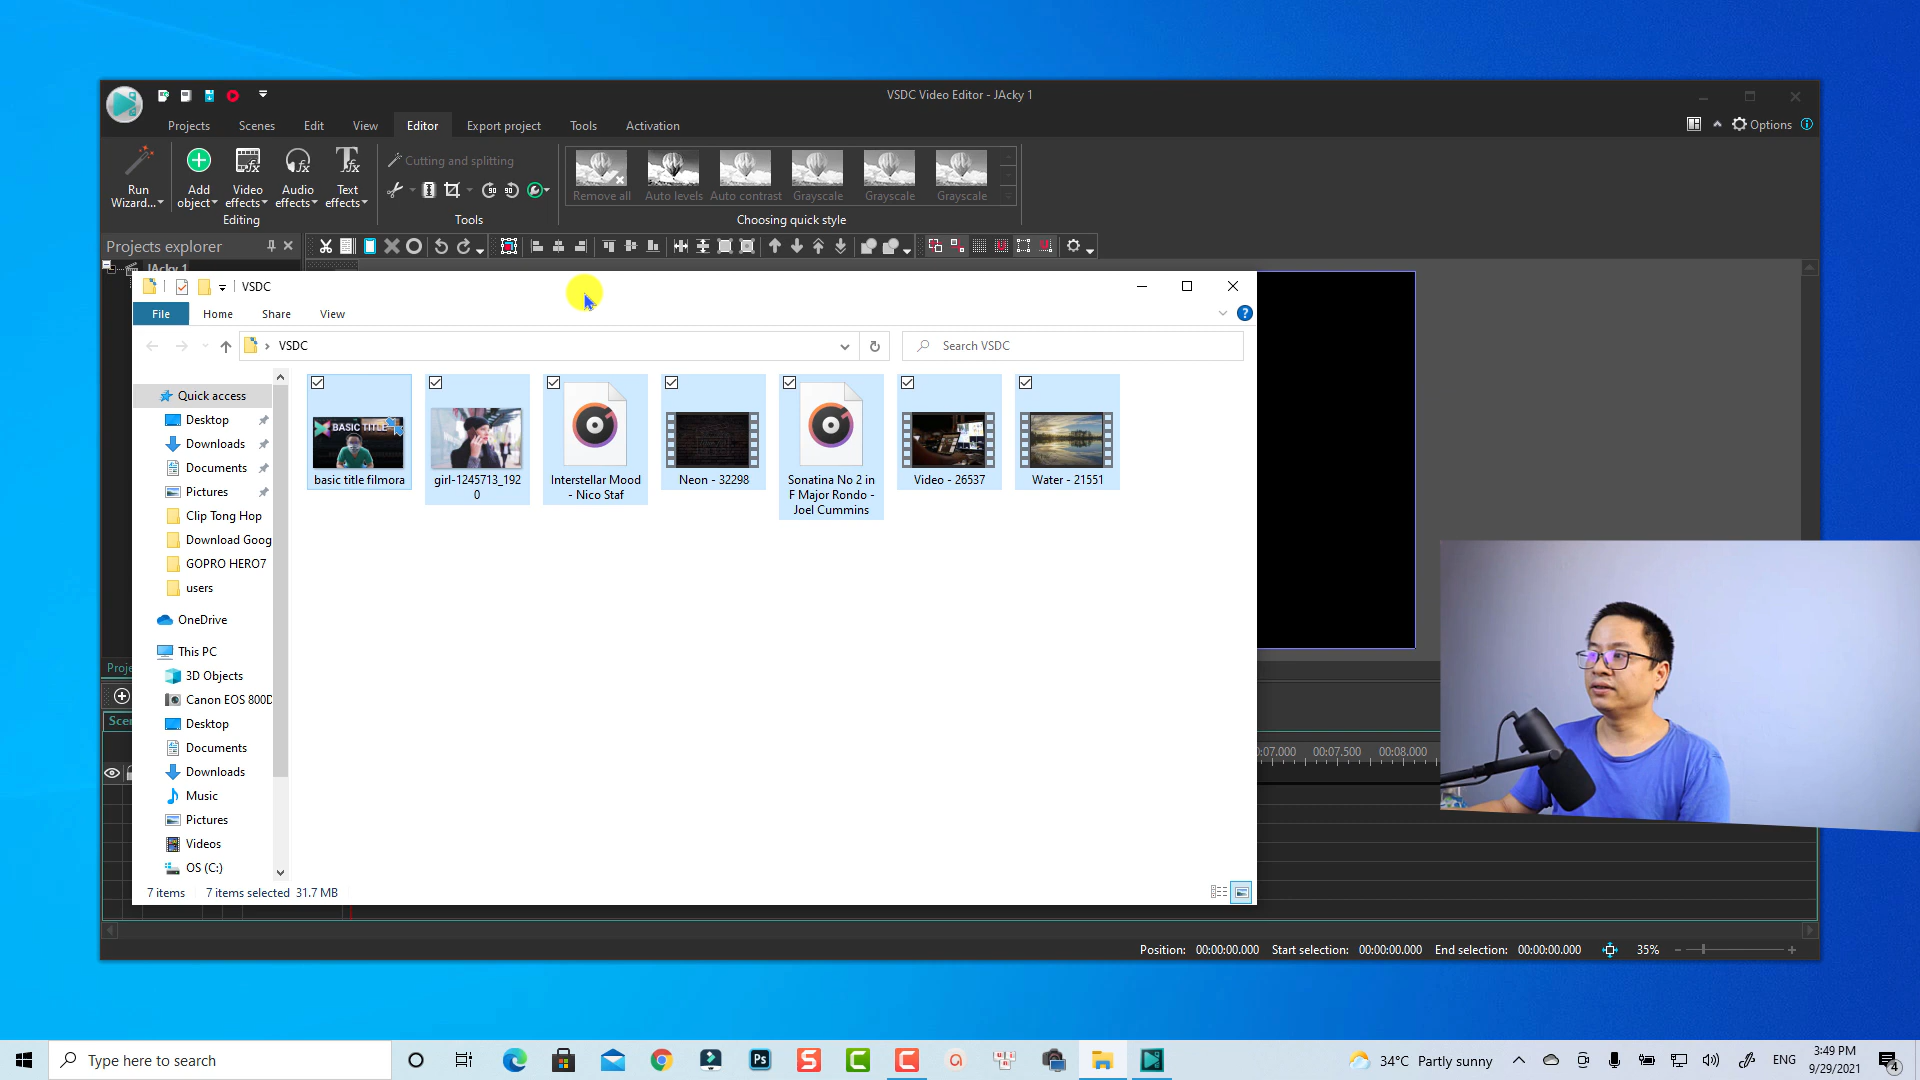 VSDC Video Editor - JAcky 1
Projects
Scenes
Edit
View
Editor
Export project
Tools
Activation
Options
Run
Wizard...
Add
object
Video
effects
Audio
effects
Text
effects
Editing
Cutting and splitting
Tools
Remove all
Auto levels
Auto contrast
Grayscale
Grayscale
Grayscale
Choosing quick style
Projects explorer
JAcky 1
VSDC
File
Home
Share
View
VSDC
Search VSDC
Quick access
Desktop
Downloads
Documents
Pictures
Clip Tong Hop
Download Goog
GOPRO HERO7
users
OneDrive
This PC
3D Objects
Canon EOS 800D
Desktop
Documents
Downloads
Music
Pictures
Videos
OS (C:)
BASIC TITLE
basic title filmora
girl-1245713_192
0
Interstellar Mood
- Nico Staf
Neon - 32298
Sonatina No 2 in
F Major Rondo -
Joel Cummins
Video - 26537
Water - 21551
7 items
7 items selected
31.7 MB
Proje
Scen
:07.000
00:07.500
00:08.000
Position:
00:00:00.000
Start selection:
00:00:00.000
End selection:
00:00:00.000
35%
Type here to search
34°C
Partly sunny
ENG
3:49 PM
9/29/2021
4